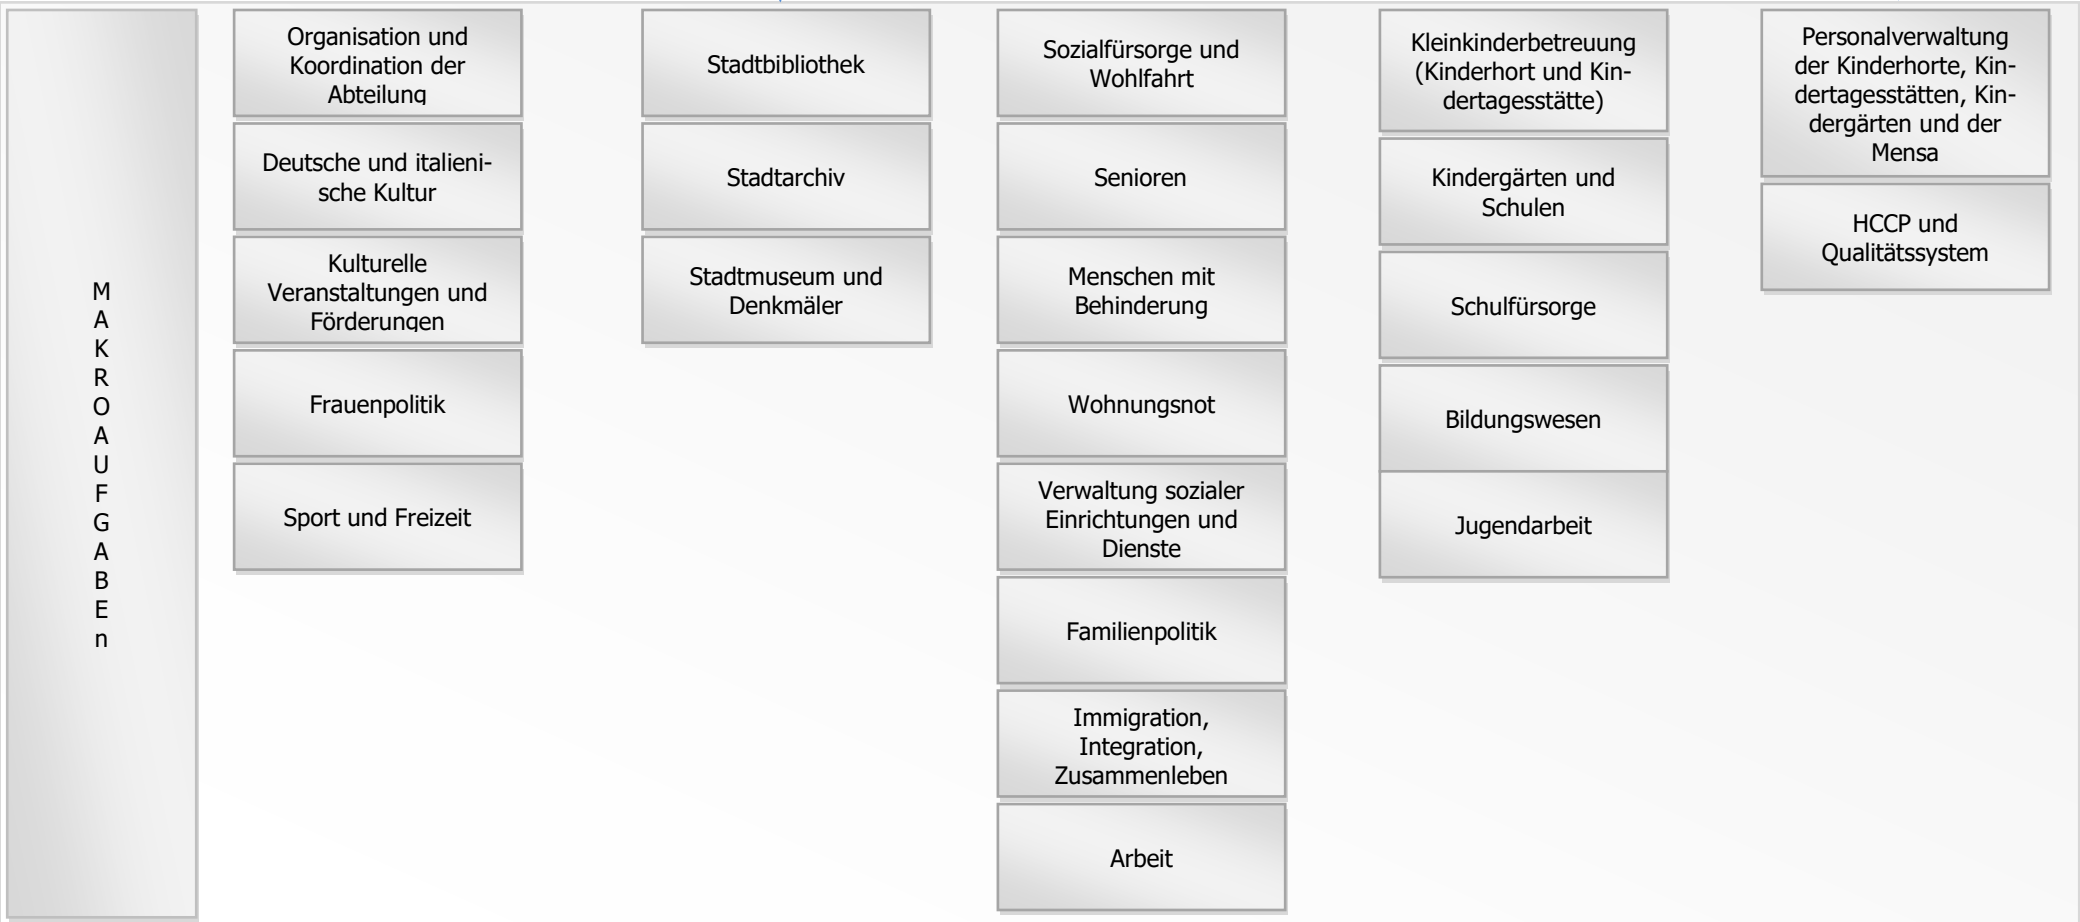 M
A
K
R
O
A
U
F
G
A
B
E
n
Organisation und
Koordination der
Abteilung
Deutsche und italieni-
sche Kultur
Kulturelle
Veranstaltungen und
Förderungen
Frauenpolitik
Sport und Freizeit
Stadtbibliothek
Stadtarchiv
Stadtmuseum und
Denkmäler
Sozialfürsorge und
Wohlfahrt
Senioren
Menschen mit
Behinderung
Wohnungsnot
Verwaltung sozialer
Einrichtungen und
Dienste
Familienpolitik
Immigration,
Integration,
Zusammenleben
Arbeit
Kleinkinderbetreuung
(Kinderhort und Kin-
dertagesstätte)
Kindergärten und
Schulen
Schulfürsorge
Bildungswesen
Jugendarbeit
Personalverwaltung
der Kinderhorte, Kin-
dertagesstätten, Kin-
dergärten und der
Mensa
HCCP und
Qualitätssystem